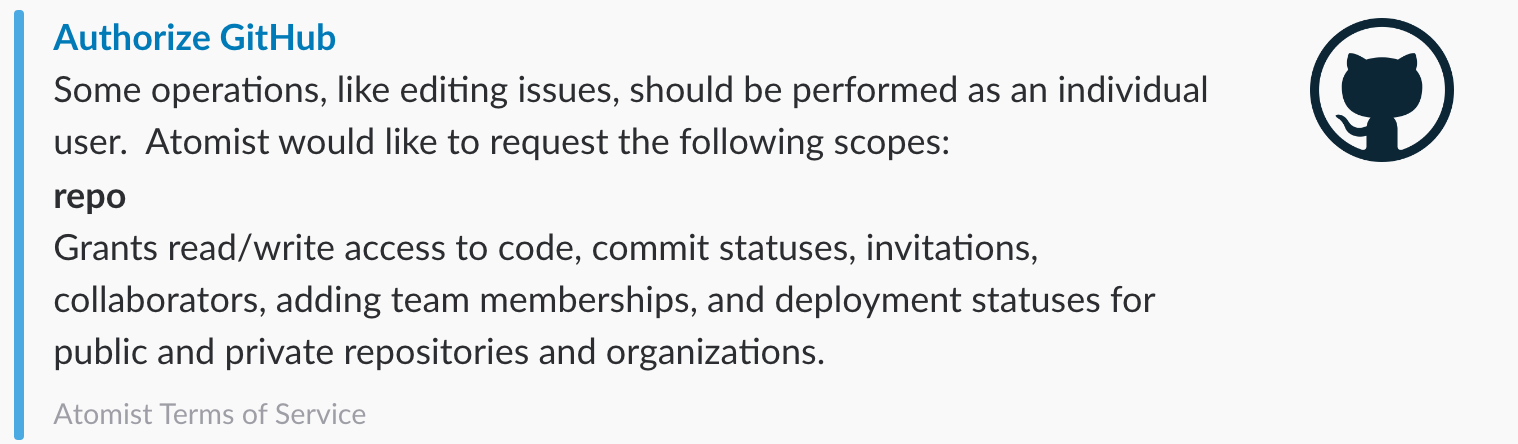 Authorize GitHub
Some operations, like editing issues, should be performed as an individual
user.  Atomist would like to request the following scopes:
repo
Grants read/write access to code, commit statuses, invitations,
collaborators, adding team memberships, and deployment statuses for
public and private repositories and organizations.
Atomist Terms of Service